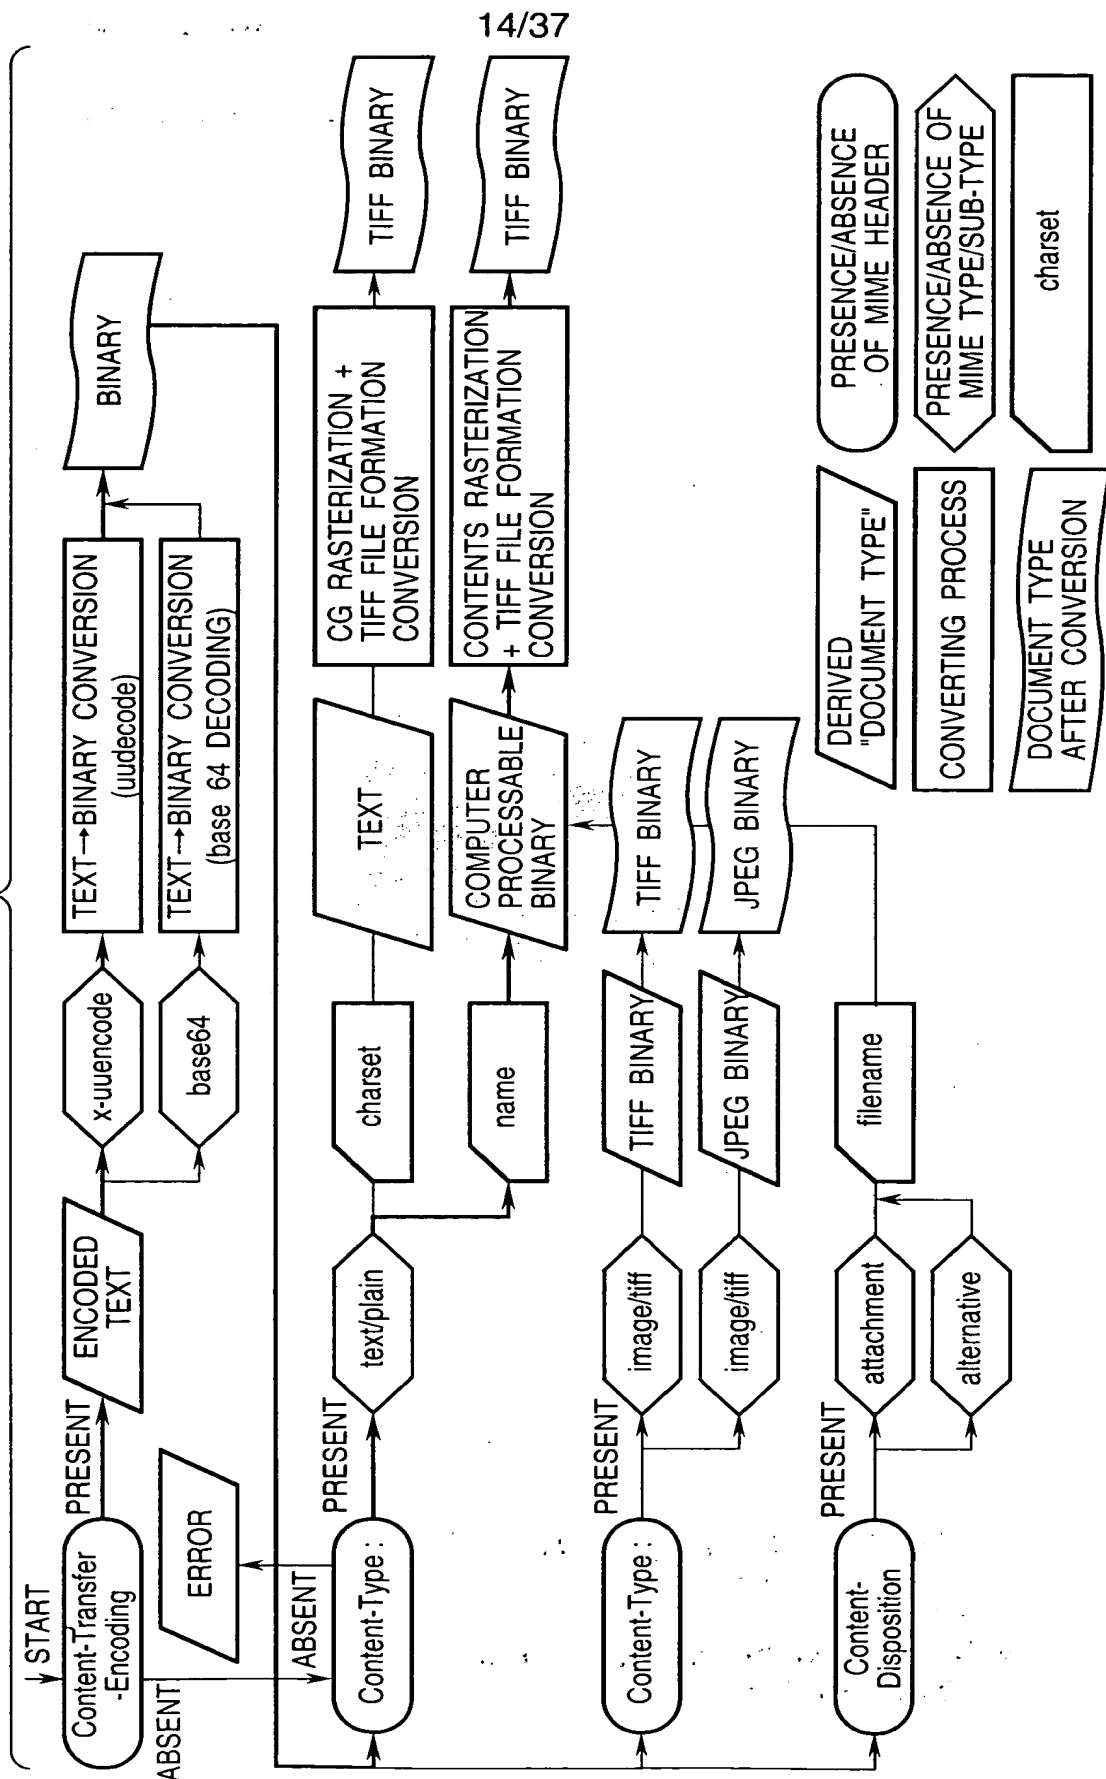 14/37
START
Content-Transfer
-Encoding
PRESENT
ENCODED
TEXT
x-uuencode
TEXT→BINARY CONVERSION
(uudecode)
BINARY
base64
TEXT→BINARY CONVERSION
(base 64 DECODING)
ABSENT
ERROR
ABSENT
Content-Type :
PRESENT
text/plain
charset
TEXT
CG RASTERIZATION +
TIFF FILE FORMATION
CONVERSION
TIFF BINARY
name
COMPUTER
PROCESSABLE
BINARY
CONTENTS RASTERIZATION
+ TIFF FILE FORMATION
CONVERSION
TIFF BINARY
Content-Type :
PRESENT
image/tiff
TIFF BINARY
TIFF BINARY
image/tiff
JPEG BINARY
JPEG BINARY
Content-
Disposition
PRESENT
attachment
filename
alternative
DERIVED
"DOCUMENT TYPE"
PRESENCE/ABSENCE
OF MIME HEADER
CONVERTING PROCESS
PRESENCE/ABSENCE OF
MIME TYPE/SUB-TYPE
DOCUMENT TYPE
AFTER CONVERSION
charset